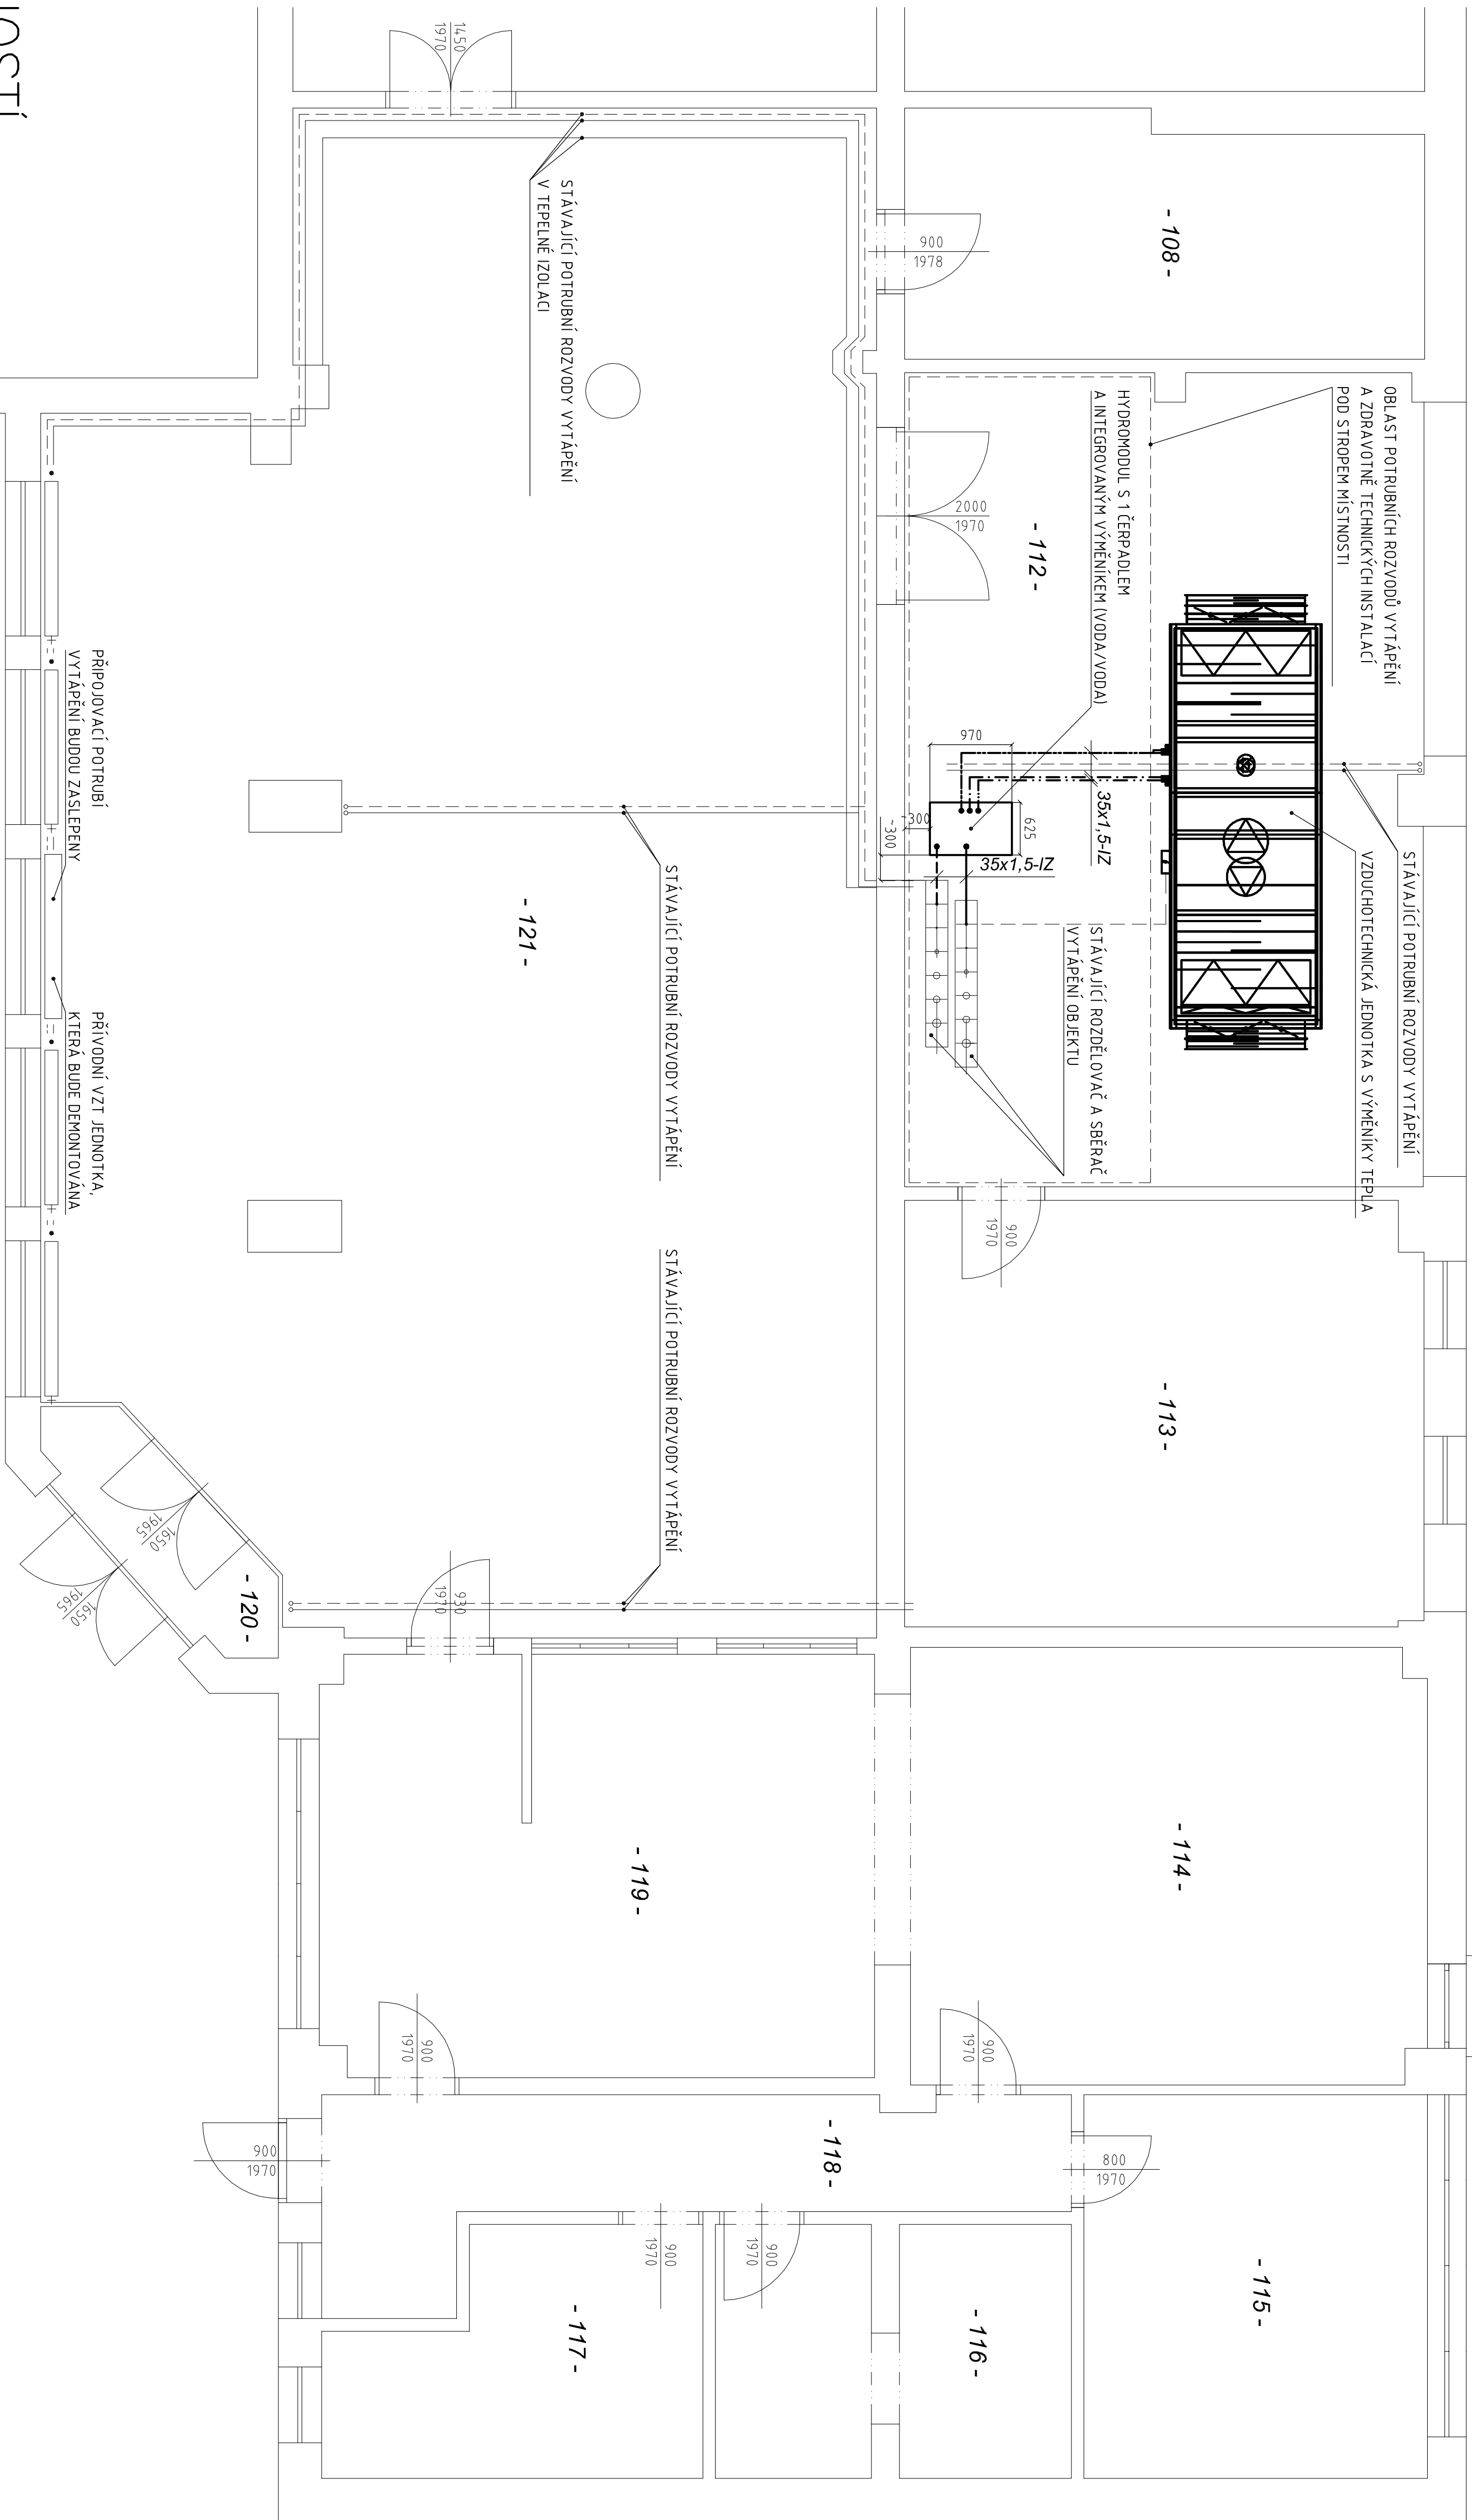 - 108 -
900
1978
1450
1970
STÁVAJÍCÍ POTRUBNÍ ROZVODY VYTÁPĚNÍ
V TEPELNÉ IZOLACI
OBLAST POTRUBNÍCH ROZVODŮ VYTÁPĚNÍ
A ZDRAVOTNĚ TECHNICKÝCH INSTALACÍ
POD STROPEM MÍSTNOSTI
HYDROMODUL S 1 ČERPADLEM
A INTEGROVANÝM VÝMĚNÍKEM (VODA/VODA)
- 112 -
2000
1970
970
625
~300
~300
35x1,5-IZ
35x1,5-IZ
STÁVAJÍCÍ POTRUBNÍ ROZVODY VYTÁPĚNÍ
VZDUCHOTECHNICKÁ JEDNOTKA S VÝMĚNÍKY TEPLA
STÁVAJÍCÍ ROZDĚLOVAČ A SBĚRAČ
VYTÁPĚNÍ OBJEKTU
STÁVAJÍCÍ POTRUBNÍ ROZVODY VYTÁPĚNÍ
- 121 -
PŘIPOJOVACÍ POTRUBÍ
VYTÁPĚNÍ BUDOU ZASLEPENY
PŘÍVODNÍ VZT JEDNOTKA,
KTERÁ BUDE DEMONTOVÁNA
900
1970
- 113 -
STÁVAJÍCÍ POTRUBNÍ ROZVODY VYTÁPĚNÍ
1650
1965
1650
1965
- 120 -
930
1970
- 114 -
- 119 -
900
1970
900
1970
- 118 -
800
1970
900
1970
900
1970
900
1970
- 115 -
- 116 -
- 117 -